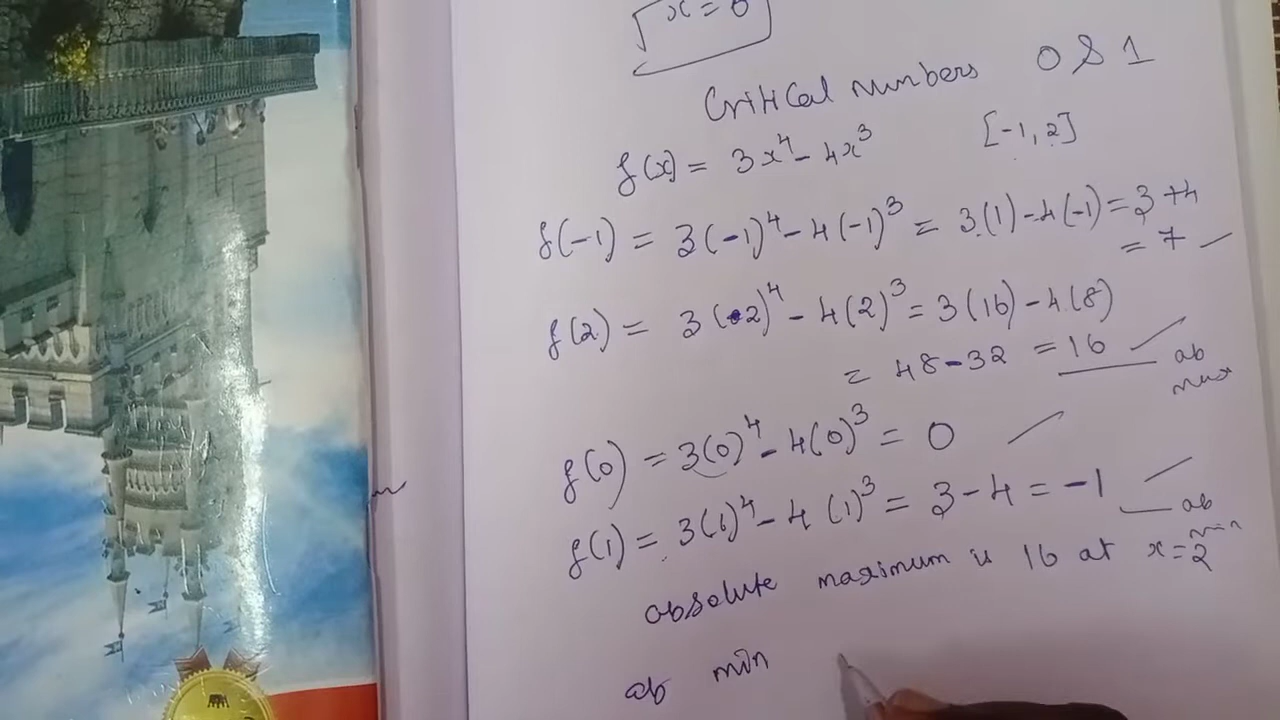 x = 0
Critical numbers 0 & 1
f(x) = 3x⁴ - 4x³ [-1, 2]
f(-1) = 3(-1)⁴ - 4(-1)³ = 3(1) - 4(-1) = 3 + 4
= 7
f(2) = 3(2)⁴ - 4(2)³ = 3(16) - 4(8)
= 48 - 32 = 16 ab
max
f(0) = 3(0)⁴ - 4(0)³ = 0
f(1) = 3(1)⁴ - 4(1)³ = 3 - 4 = -1 ab
min
absolute maximum is 16 at x = 2
ab min